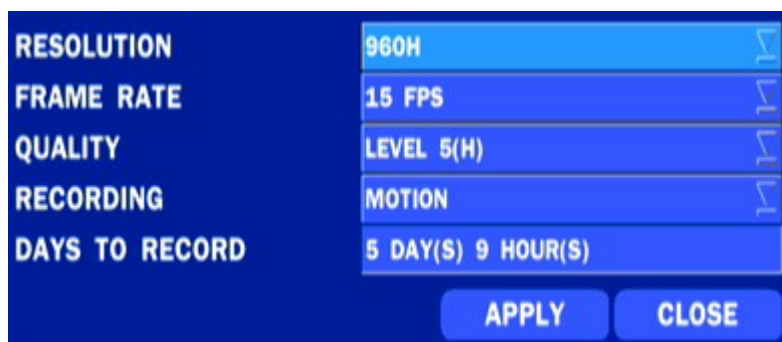 RESOLUTION 960H
FRAME RATE 15 FPS
QUALITY LEVEL 5(H)
RECORDING MOTION
DAYS TO RECORD 5 DAY(S) 9 HOUR(S)
APPLY CLOSE